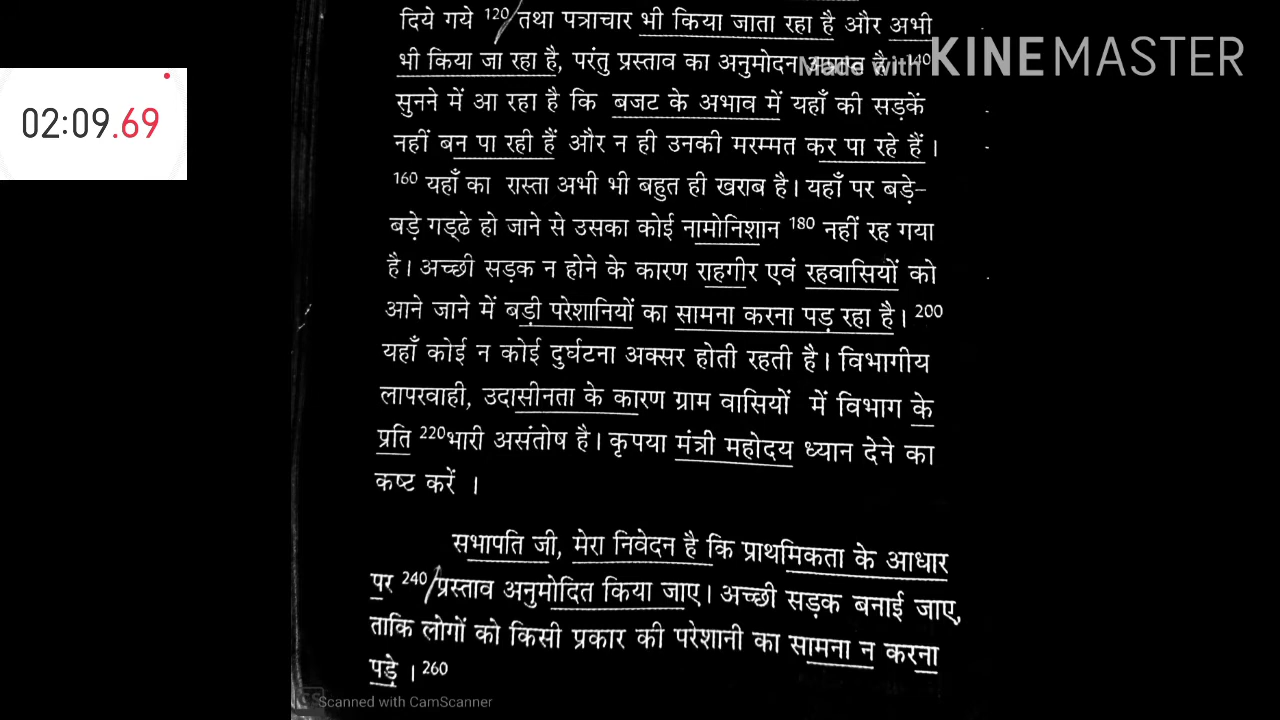 दिये गये 120/ तथा पत्राचार भी किया जाता रहा है और अभी
भी किया जा रहा है, परंतु प्रस्ताव का अनुमोदन है। 140
Made with KINEMASTER
02:09.69
सुनने में आ रहा है कि बजट के अभाव में यहाँ की सड़कें
नहीं बन पा रही हैं और न ही उनकी मरम्मत कर पा रहे हैं ।
160 यहाँ का रास्ता अभी भी बहुत ही खराब है। यहाँ पर बड़े-
बड़े गड्ढे हो जाने से उसका कोई नामोनिशान 180 नहीं रह गया
है। अच्छी सड़क न होने के कारण राहगीर एवं रहवासियों को
आने जाने में बड़ी परेशानियों का सामना करना पड़ रहा है। 200
यहाँ कोई न कोई दुर्घटना अक्सर होती रहती है। विभागीय
लापरवाही, उदासीनता के कारण ग्राम वासियों में विभाग के
प्रति 220 भारी असंतोष है। कृपया मंत्री महोदय ध्यान देने का
कष्ट करें ।
सभापति जी, मेरा निवेदन है कि प्राथमिकता के आधार
पर 240/ प्रस्ताव अनुमोदित किया जाए। अच्छी सड़क बनाई जाए,
ताकि लोगों को किसी प्रकार की परेशानी का सामना न करना
पड़े । 260
CS Scanned with CamScanner